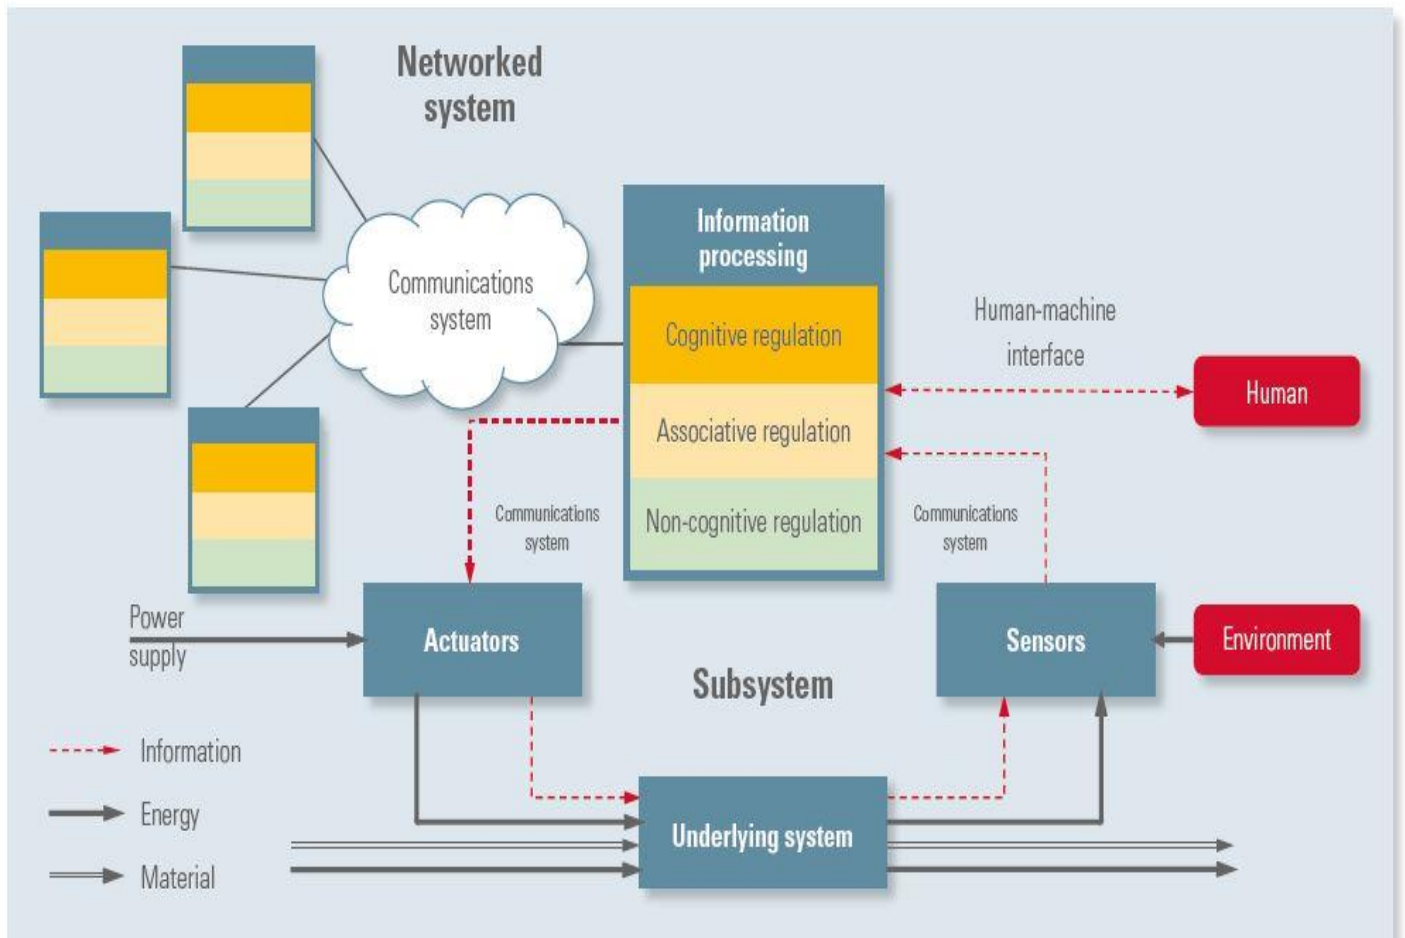 Networked
system
Communications
system
Information
processing
Cognitive regulation
Associative regulation
Non-cognitive regulation
Human-machine
interface
Human
Communications
system
Communications
system
Power
supply
Actuators
Sensors
Environment
Subsystem
Underlying system
Information
Energy
Material